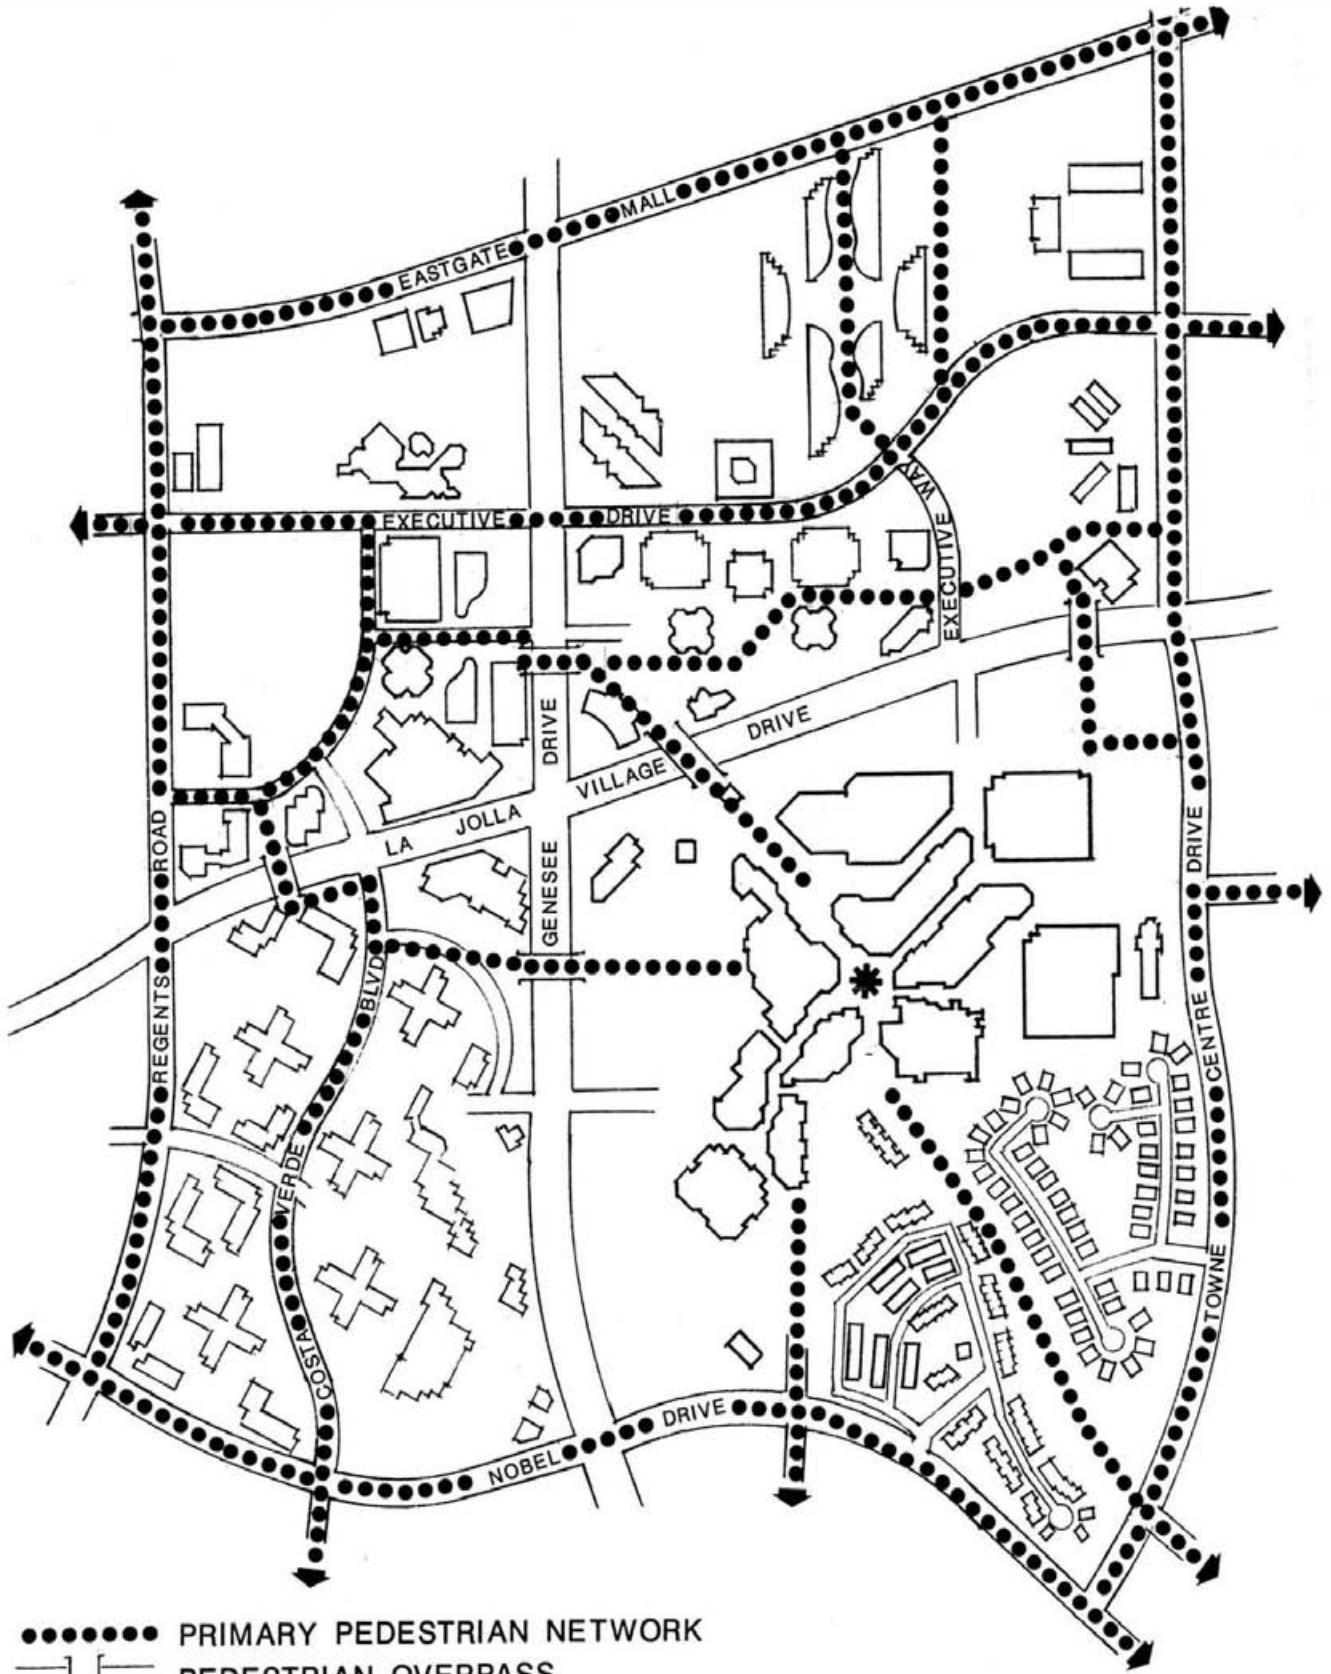 EASTGATE MALL
EXECUTIVE DRIVE
EXECUTIVE WAY
DRIVE
GENESEE
LA JOLLA VILLAGE DRIVE
REGENTS ROAD
BLVD
VERDE
COSTA
TOWNE CENTRE DRIVE
NOBEL DRIVE
PRIMARY PEDESTRIAN NETWORK
PEDESTRIAN OVERPASS